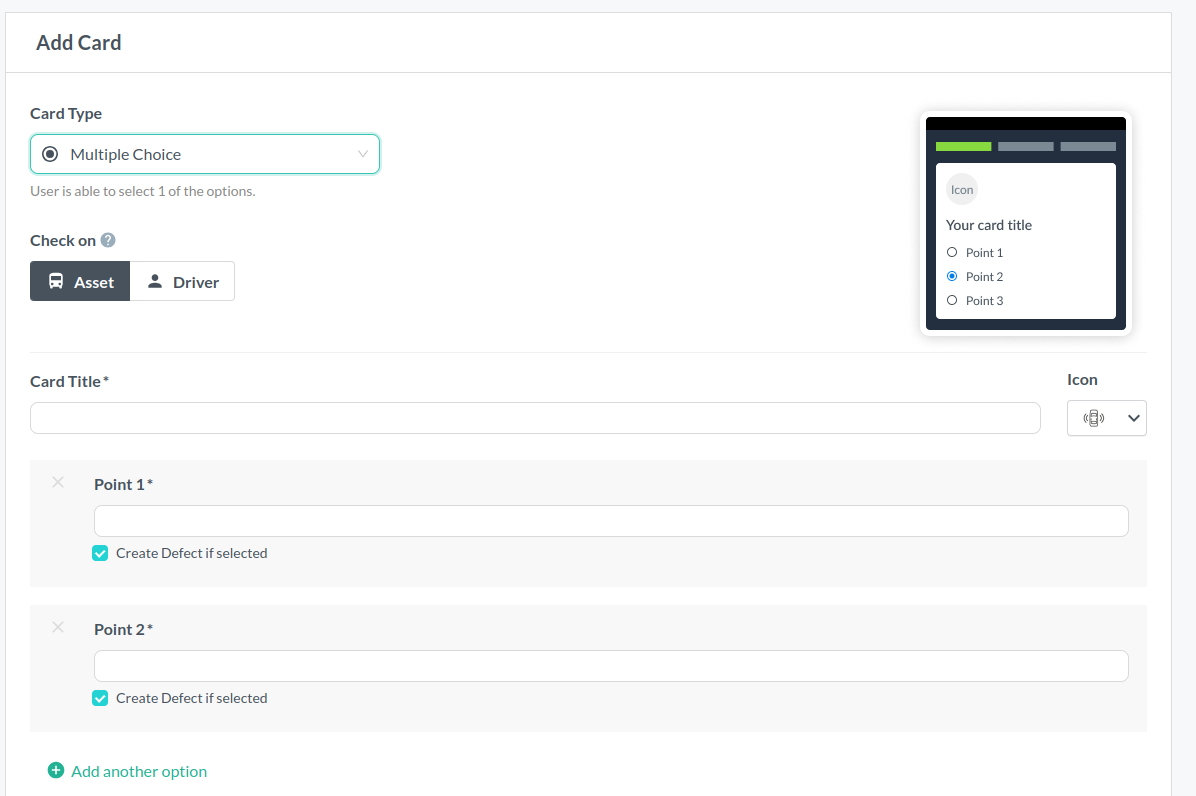 Add Card
Card Type
Multiple Choice
User is able to select 1 of the options.
Check on ?
Asset
Driver
Icon
Your card title
Point 1
Point 2
Point 3
Card Title*
Icon
Point 1*
Create Defect if selected
Point 2*
Create Defect if selected
Add another option